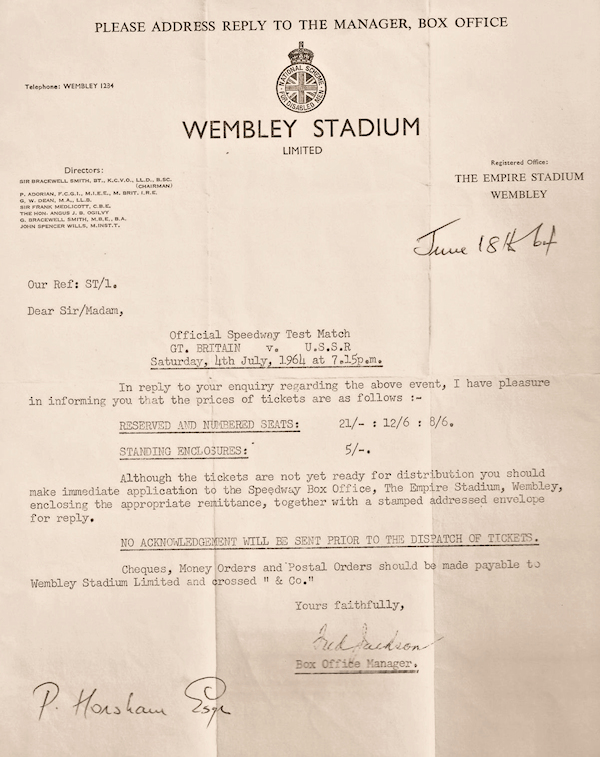 PLEASE ADDRESS REPLY TO THE MANAGER, BOX OFFICE
NATIONAL SCHEME
FOR DISABLED MEN
Telephone: WEMBLEY 1234
WEMBLEY STADIUM
LIMITED
Directors:
SIR BRACEWELL SMITH, BT., K.C.V.O., LL.D., B.SC.
(CHAIRMAN)
P. ADORIAN, F.C.G.I., M.I.E.E., M. BRIT. I.R.E.
G. W. DEAN, M.A., LL.B.
SIR FRANK MEDLICOTT, C.B.E.
THE HON. ANGUS J. B. OGILVY
G. BRACEWELL SMITH, M.B.E., B.A.
JOHN SPENCER WILLS, M.INST.T.
Registered Office:
THE EMPIRE STADIUM
WEMBLEY
June 18th 64
Our Ref: ST/1.
Dear Sir/Madam,
Official Speedway Test Match
GT. BRITAIN v. U.S.S.R
Saturday, 4th July, 1964 at 7.15p.m.
In reply to your enquiry regarding the above event, I have pleasure
in informing you that the prices of tickets are as follows :-
RESERVED AND NUMBERED SEATS: 21/- : 12/6 : 8/6.
STANDING ENCLOSURES: 5/-.
Although the tickets are not yet ready for distribution you should
make immediate application to the Speedway Box Office, The Empire Stadium, Wembley,
enclosing the appropriate remittance, together with a stamped addressed envelope
for reply.
NO ACKNOWLEDGEMENT WILL BE SENT PRIOR TO THE DISPATCH OF TICKETS.
Cheques, Money Orders and Postal Orders should be made payable to
Wembley Stadium Limited and crossed " & Co."
Yours faithfully,
Fred Jackson
Box Office Manager.
P. Horsham Esqr